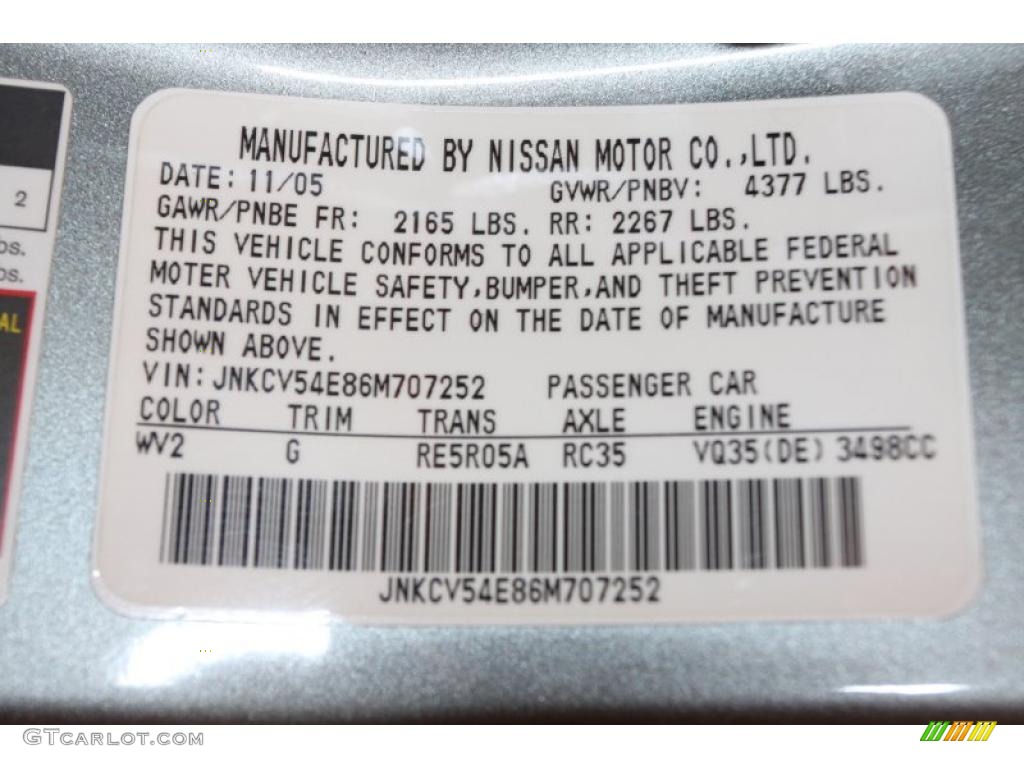 MANUFACTURED BY NISSAN MOTOR CO.,LTD.
DATE: 11/05 GVWR/PNBV: 4377 LBS.
GAWR/PNBE FR: 2165 LBS. RR: 2267 LBS.
THIS VEHICLE CONFORMS TO ALL APPLICABLE FEDERAL
MOTER VEHICLE SAFETY,BUMPER,AND THEFT PREVENTION
STANDARDS IN EFFECT ON THE DATE OF MANUFACTURE
SHOWN ABOVE.
VIN: JNKCV54E86M707252 PASSENGER CAR
COLOR TRIM TRANS AXLE ENGINE
WV2 G RE5R05A RC35 VQ35(DE) 3498CC
JNKCV54E86M707252
2
bs.
os.
AL
GTCarLot.com